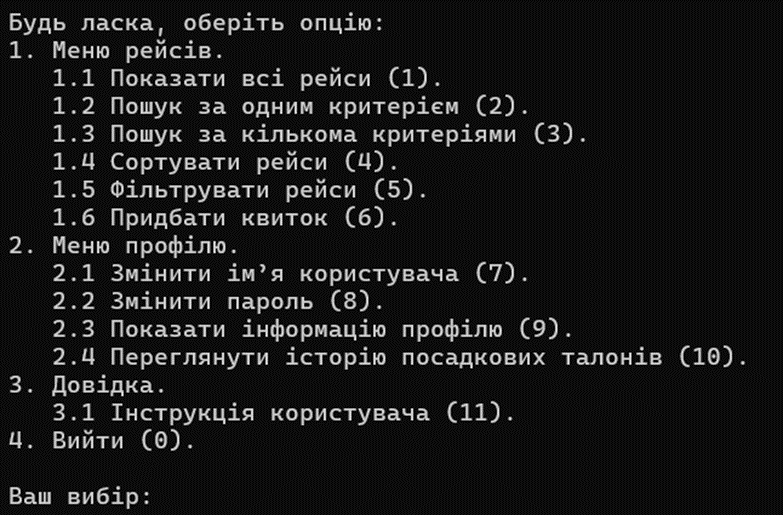 Будь ласка, оберіть опцію:
1. Меню рейсів.
1.1 Показати всі рейси (1).
1.2 Пошук за одним критерієм (2).
1.3 Пошук за кількома критеріями (3).
1.4 Сортувати рейси (4).
1.5 Фільтрувати рейси (5).
1.6 Придбати квиток (6).
2. Меню профілю.
2.1 Змінити ім’я користувача (7).
2.2 Змінити пароль (8).
2.3 Показати інформацію профілю (9).
2.4 Переглянути історію посадкових талонів (10).
3. Довідка.
3.1 Інструкція користувача (11).
4. Вийти (0).
Ваш вибір: